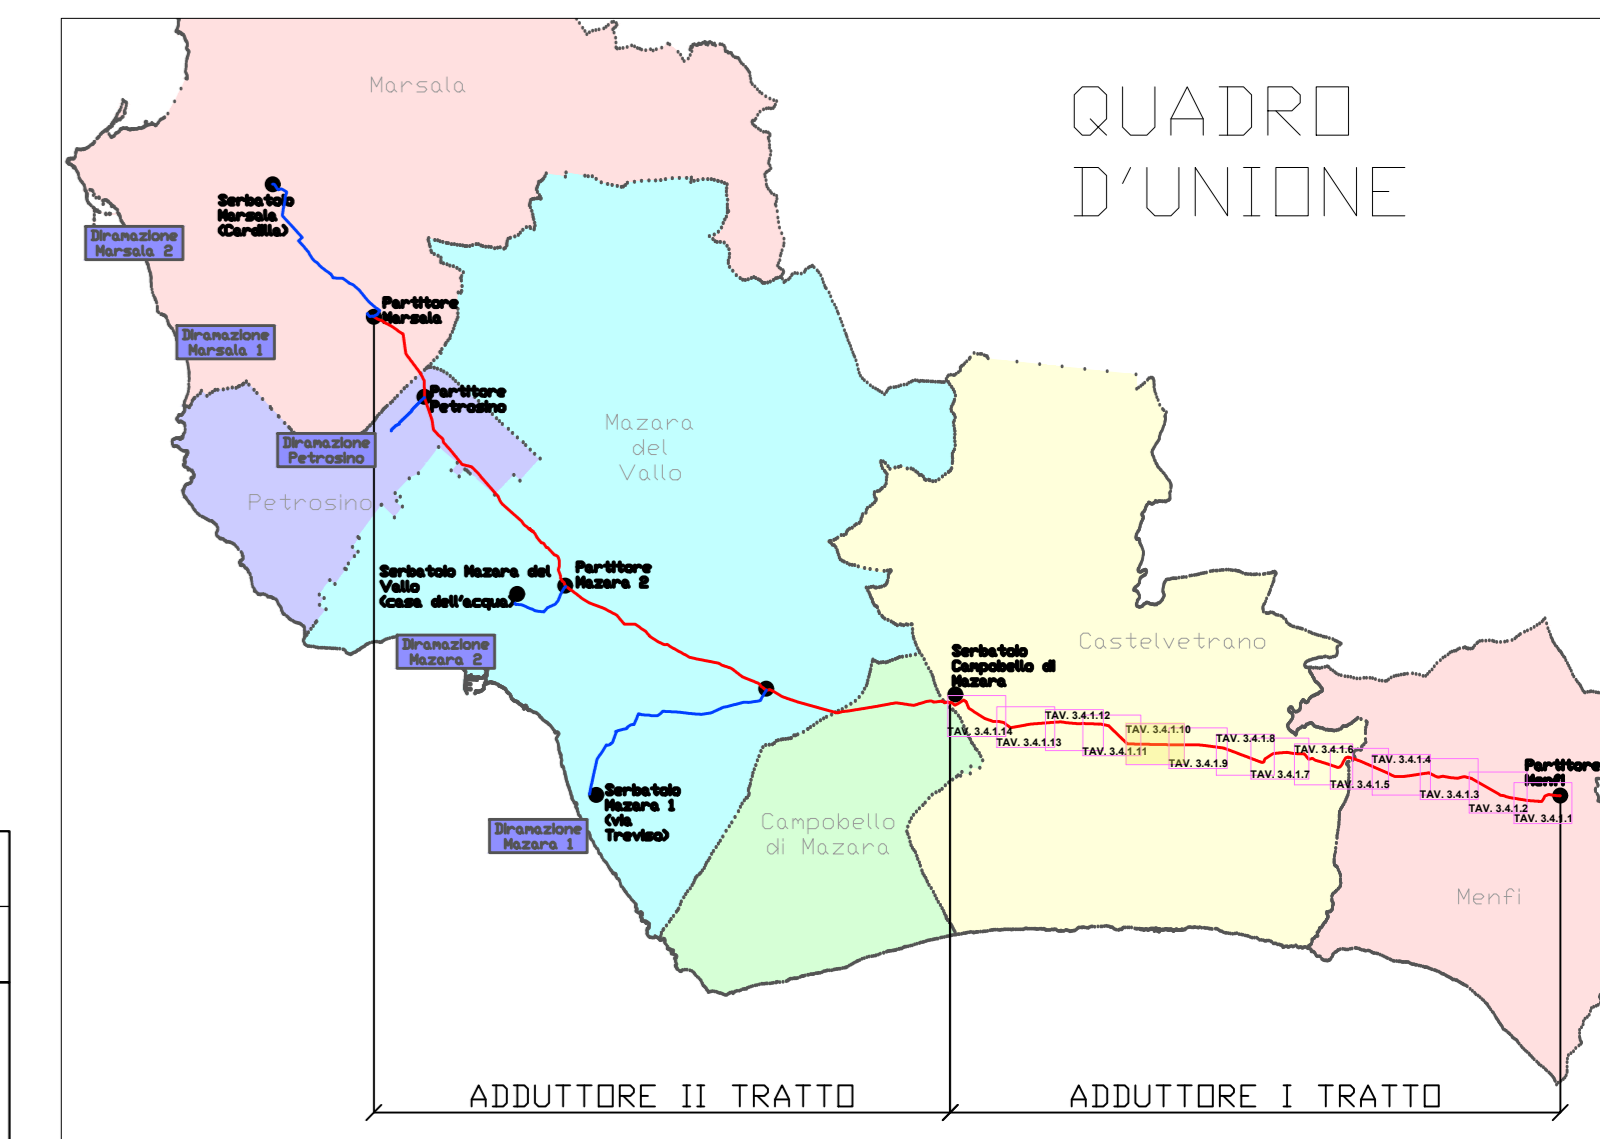 QUADRO
D'UNIONE
Marsala
Serbatoio
Marsala
(Cardilla)
Diramazione
Marsala 2
Partitore
Marsala
Diramazione
Marsala 1
Partitore
Petrosino
Diramazione
Petrosino
Petrosino
Mazara
del
Vallo
Serbatoio Mazara del
Vallo
(casa dell'acqua)
Partitore
Mazara 2
Diramazione
Mazara 2
Serbatoio
Campobello di
Mazara
Castelvetrano
TAV. 3.4.1.14
TAV. 3.4.1.13
TAV. 3.4.1.12
TAV. 3.4.1.11
TAV. 3.4.1.10
TAV. 3.4.1.9
TAV. 3.4.1.8
TAV. 3.4.1.7
TAV. 3.4.1.6
TAV. 3.4.1.5
TAV. 3.4.1.4
TAV. 3.4.1.3
TAV. 3.4.1.2
TAV. 3.4.1.1
Partitore
Menfi
Serbatoio
Mazara 1
(via
Treviso)
Diramazione
Mazara 1
Campobello
di Mazara
Menfi
ADDUTTORE II TRATTO
ADDUTTORE I TRATTO